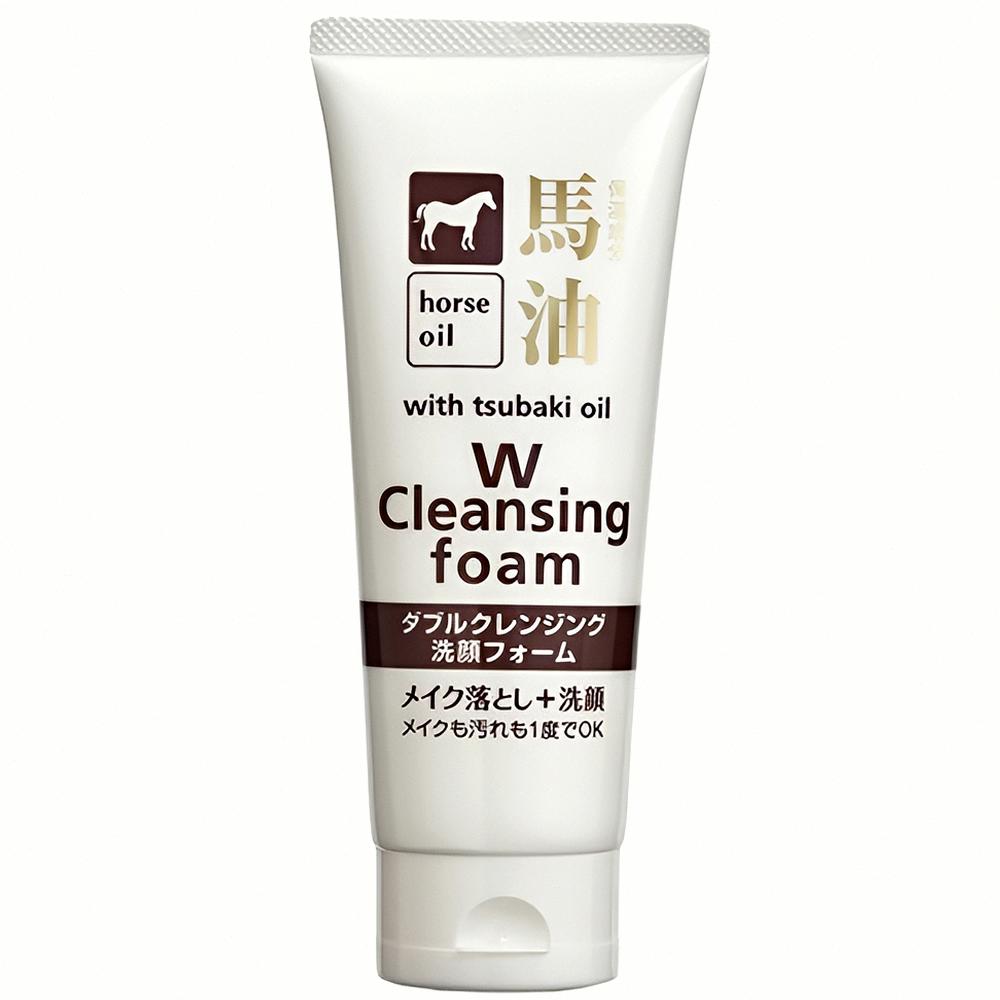 馬油
horse
oil
with tsubaki oil
W
Cleansing
foam
ダブルクレンジング
洗顔フォーム
メイク落とし+洗顔
メイクも汚れも1度でOK